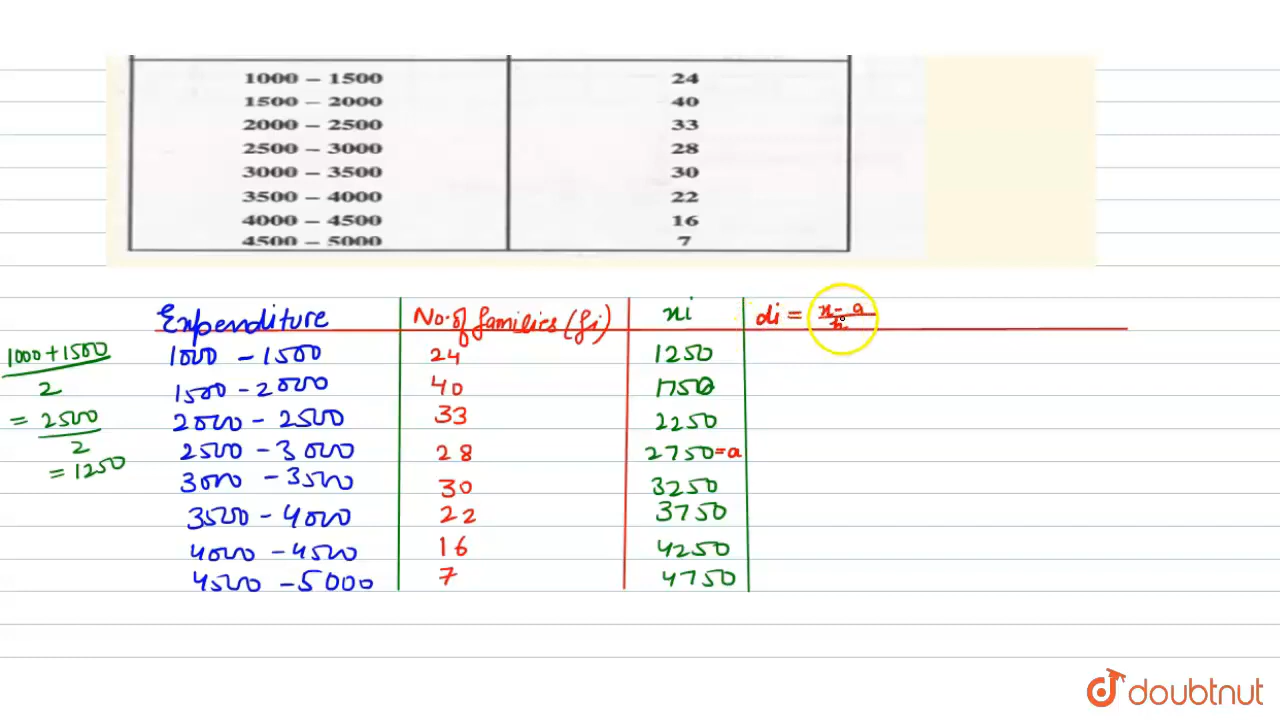 1000 – 1500 24
1500 – 2000 40
2000 – 2500 33
2500 – 3000 28
3000 – 3500 30
3500 – 4000 22
4000 – 4500 16
4500 – 5000 7
Expenditure No. of families (fi) xi di = x - a / h
1000 – 1500 24 1250
1500 – 2000 40 1750
2000 – 2500 33 2250
2500 – 3000 28 2750 = a
3000 – 3500 30 3250
3500 – 4000 22 3750
4000 – 4500 16 4250
4500 – 5000 7 4750
1000 + 1500
2
= 2500
2
= 1250
doubtnut